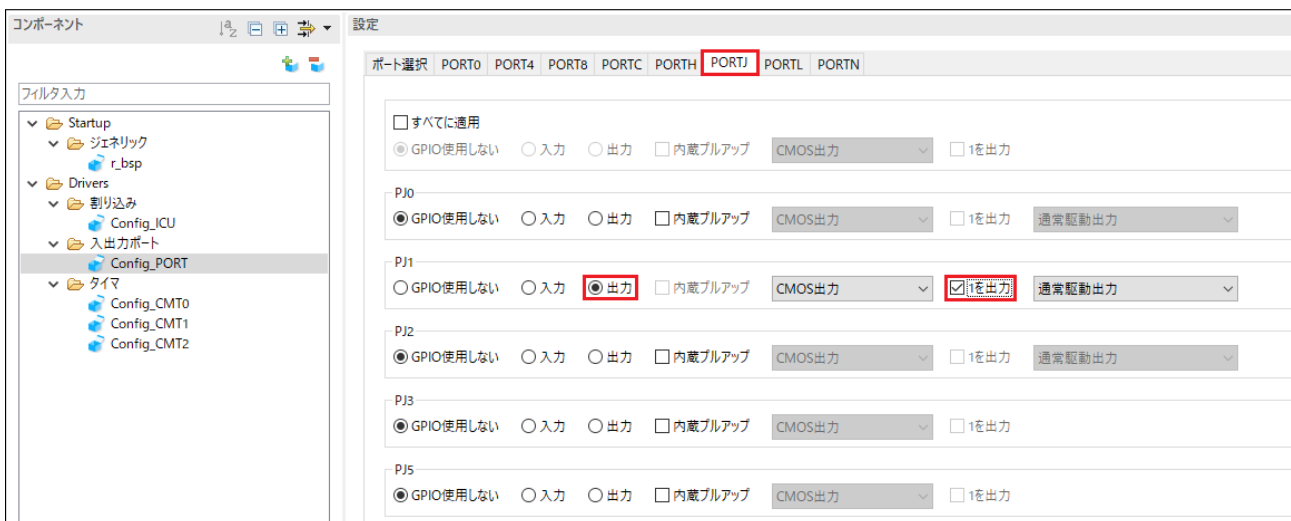 コンポーネント
設定
ポート選択 PORT0 PORT4 PORT8 PORTC PORTH PORTJ PORTL PORTN
フィルタ入力
Startup
ジェネリック
r_bsp
Drivers
割り込み
Config_ICU
入出力ポート
Config_PORT
タイマ
Config_CMT0
Config_CMT1
Config_CMT2
すべてに適用
GPIO使用しない 入力 出力 内蔵プルアップ CMOS出力 1を出力
PJ0
GPIO使用しない 入力 出力 内蔵プルアップ CMOS出力 1を出力 通常駆動出力
PJ1
GPIO使用しない 入力 出力 内蔵プルアップ CMOS出力 1を出力 通常駆動出力
PJ2
GPIO使用しない 入力 出力 内蔵プルアップ CMOS出力 1を出力 通常駆動出力
PJ3
GPIO使用しない 入力 出力 内蔵プルアップ CMOS出力 1を出力
PJ5
GPIO使用しない 入力 出力 内蔵プルアップ CMOS出力 1を出力